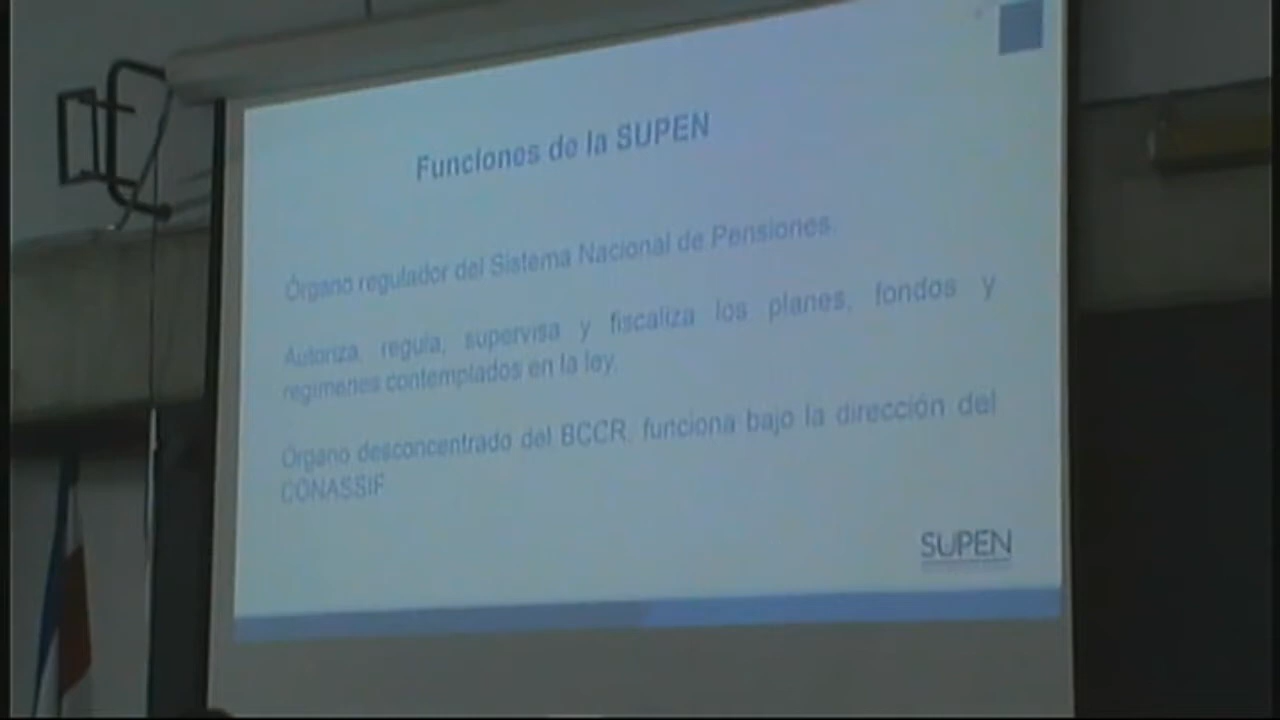 Funciones de la SUPEN
Órgano regulador del Sistema Nacional de Pensiones.
Autoriza, regula, supervisa y fiscaliza los planes, fondos y
regímenes contemplados en la ley.
Órgano desconcentrado del BCCR, funciona bajo la dirección del
CONASSIF
SUPEN